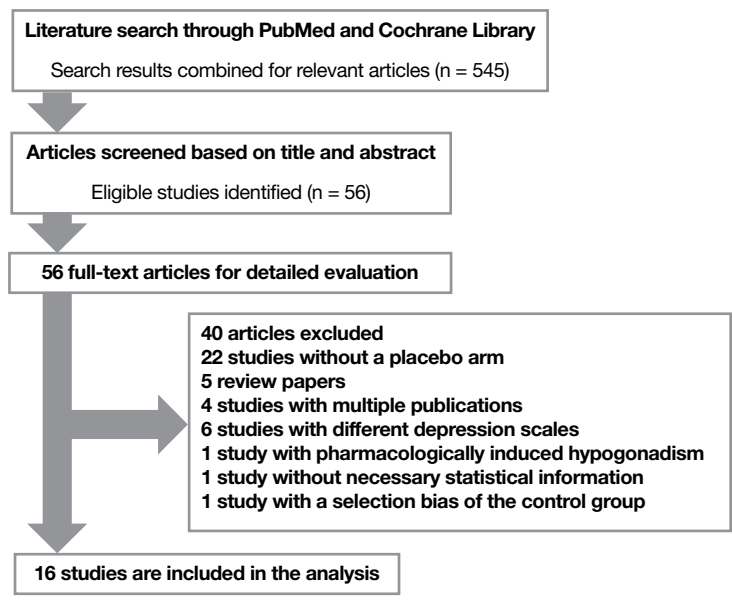 Literature search through PubMed and Cochrane Library
Search results combined for relevant articles (n = 545)
Articles screened based on title and abstract
Eligible studies identified (n = 56)
56 full-text articles for detailed evaluation
40 articles excluded
22 studies without a placebo arm
5 review papers
4 studies with multiple publications
6 studies with different depression scales
1 study with pharmacologically induced hypogonadism
1 study without necessary statistical information
1 study with a selection bias of the control group
16 studies are included in the analysis